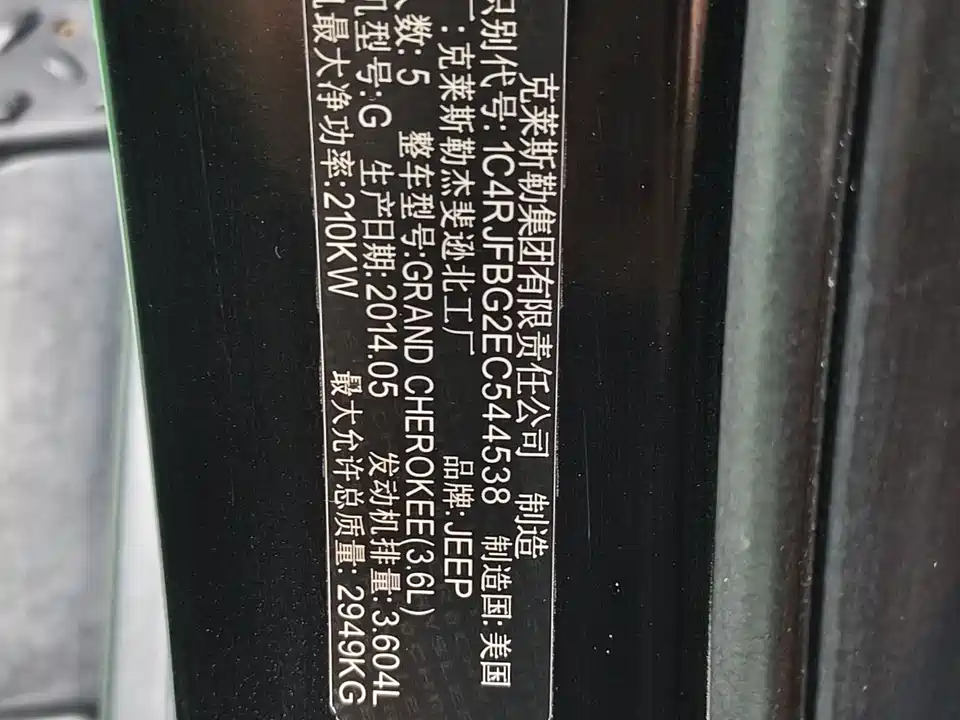 克莱斯勒集团有限责任公司 制造
识别代号: 1C4RJFBG2EC544538 制造国: 美国
: 克莱斯勒杰斐逊北工厂 品牌: JEEP
数: 5 整车型号:GRAND CHEROKEE(3.6L)
机型号:G 生产日期:2014.05 发动机排量:3.604L
最大净功率:210KW 最大允许总质量: 2949KG